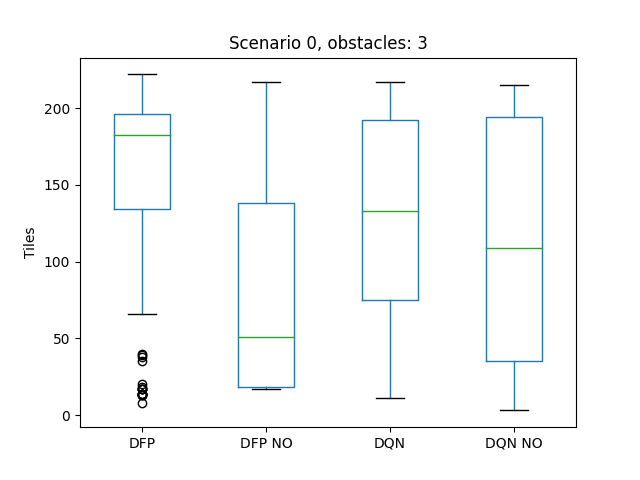 Scenario 0, obstacles: 3
Tiles
200
150
100
50
0
DFP
DFP NO
DQN
DQN NO